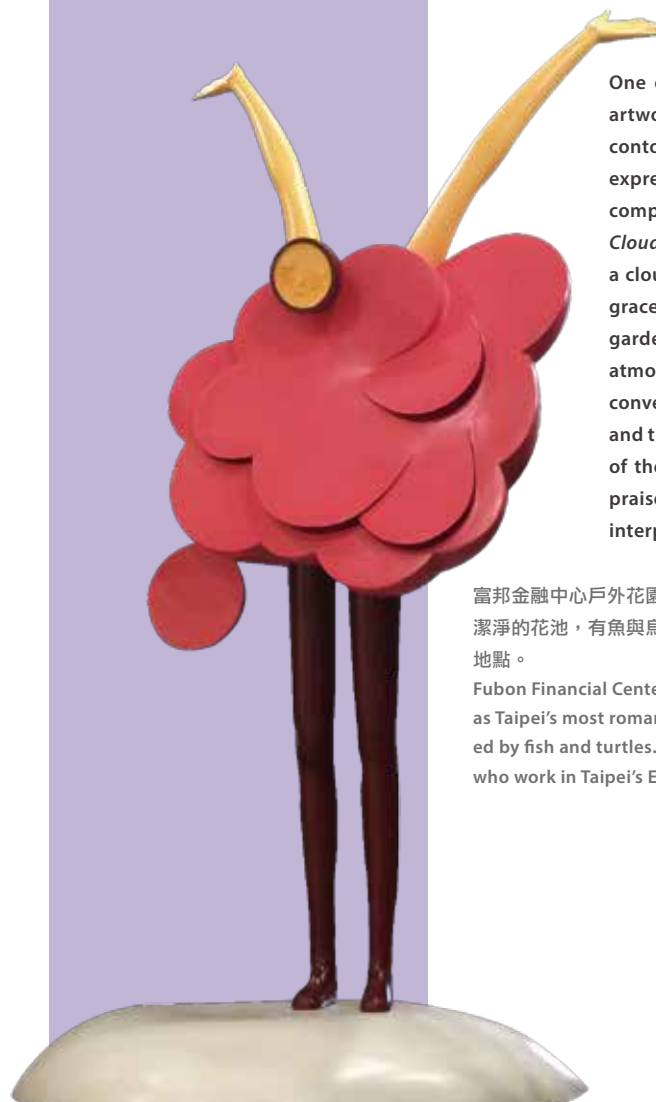 One
artwo
conto
expre
comp
Cloud
a clou
grace
garde
atmo
conve
and t
of the
praise
interp
富邦金融中心戶外花園
潔淨的花池，有魚與
地點。
Fubon Financial Cente
as Taipei's most roman
ed by fish and turtles.
who work in Taipei's E